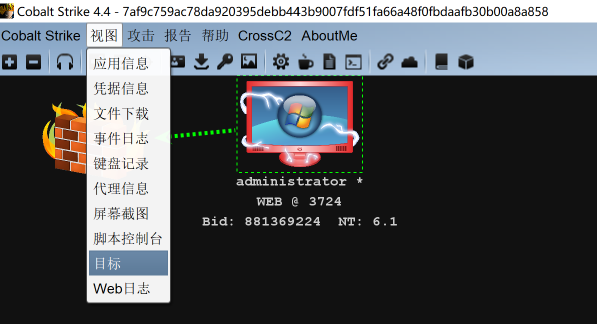 Cobalt Strike 4.4 - 7af9c759ac78da920395debb443b9007fdf51fa66a48f0fbdaafb30b00a8a858
Cobalt Strike 视图 攻击 报告 帮助 CrossC2 AboutMe
应用信息
凭据信息
文件下载
事件日志
键盘记录
代理信息
屏幕截图
脚本控制台
目标
Web日志
administrator *
WEB @ 3724
Bid: 881369224 NT: 6.1